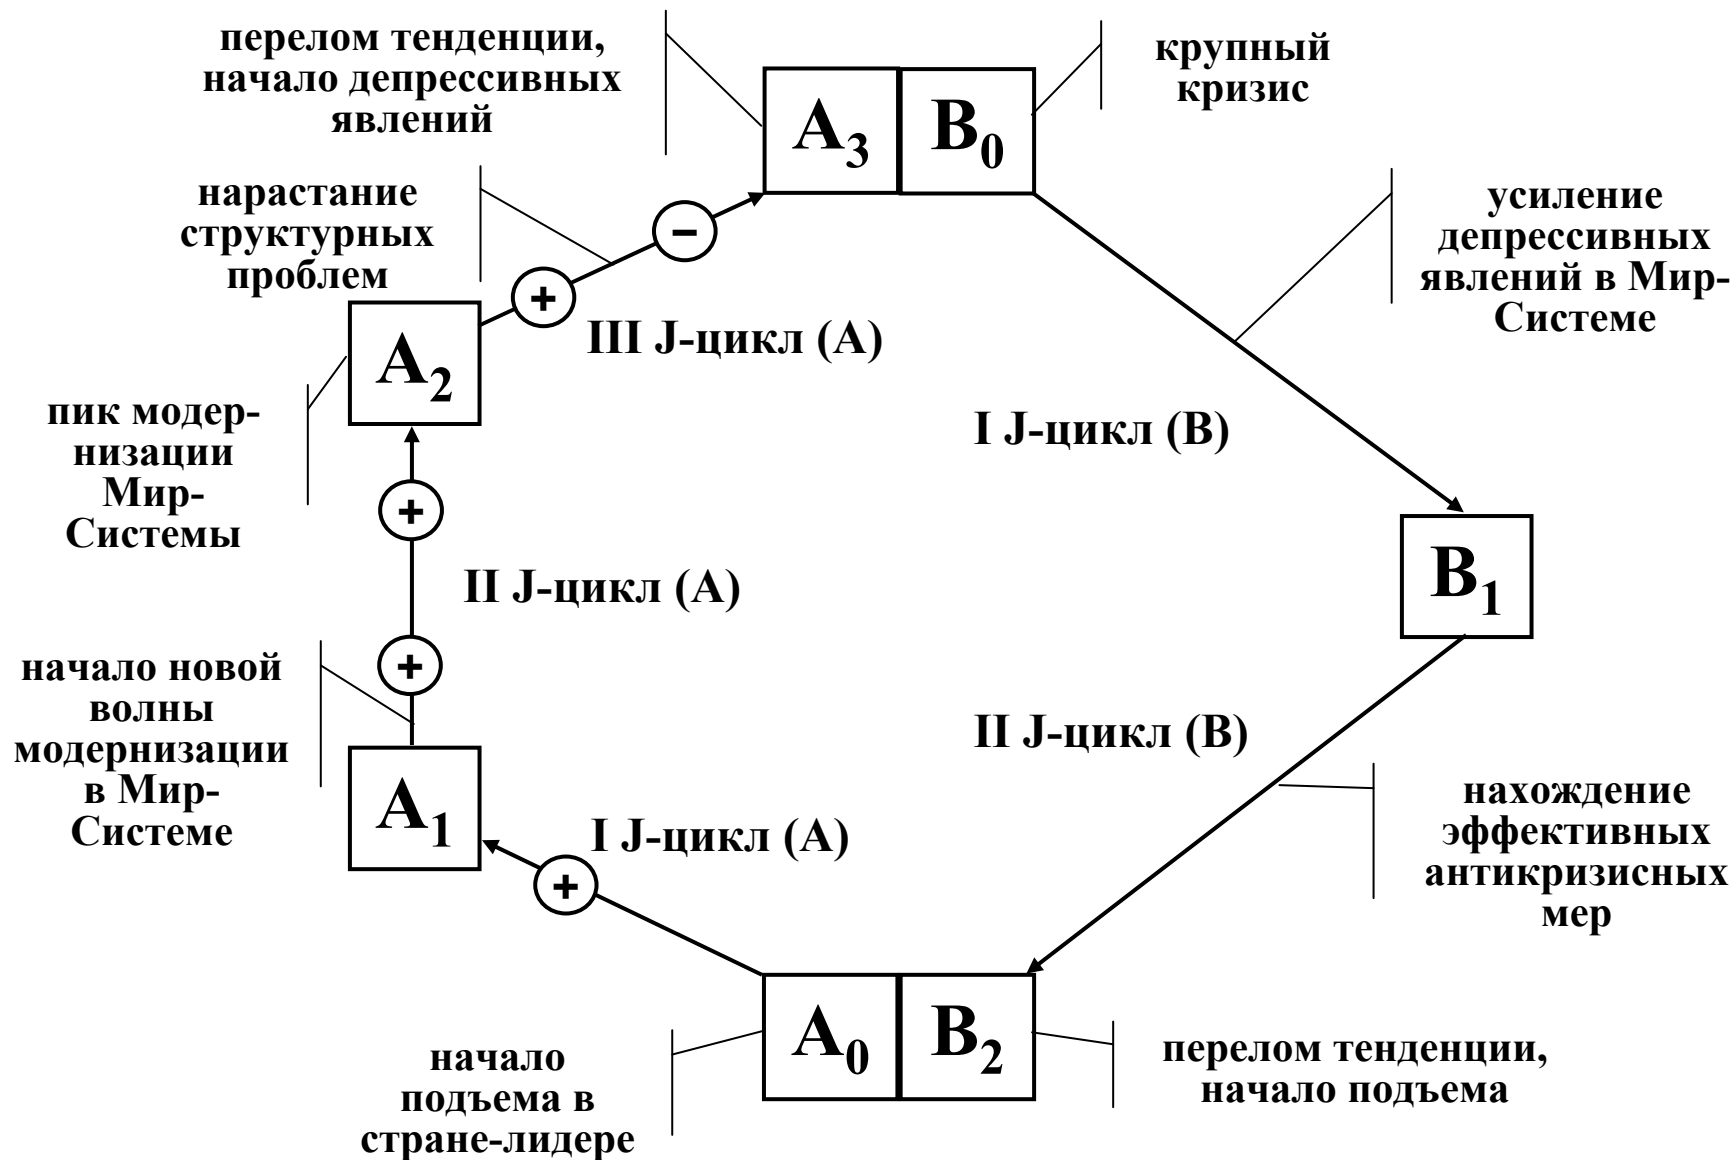 перелом тенденции,
начало депрессивных
явлений
A₃
B₀
крупный
кризис
нарастание
структурных
проблем
−
+
III J-цикл (A)
усиление
депрессивных
явлений в Мир-
Системе
A₂
пик модер-
низации
Мир-
Системы
I J-цикл (B)
+
II J-цикл (A)
B₁
+
начало новой
волны
модернизации
в Мир-
Системе
A₁
II J-цикл (B)
I J-цикл (A)
+
нахождение
эффективных
антикризисных
мер
A₀
B₂
начало
подъема в
стране-лидере
перелом тенденции,
начало подъема